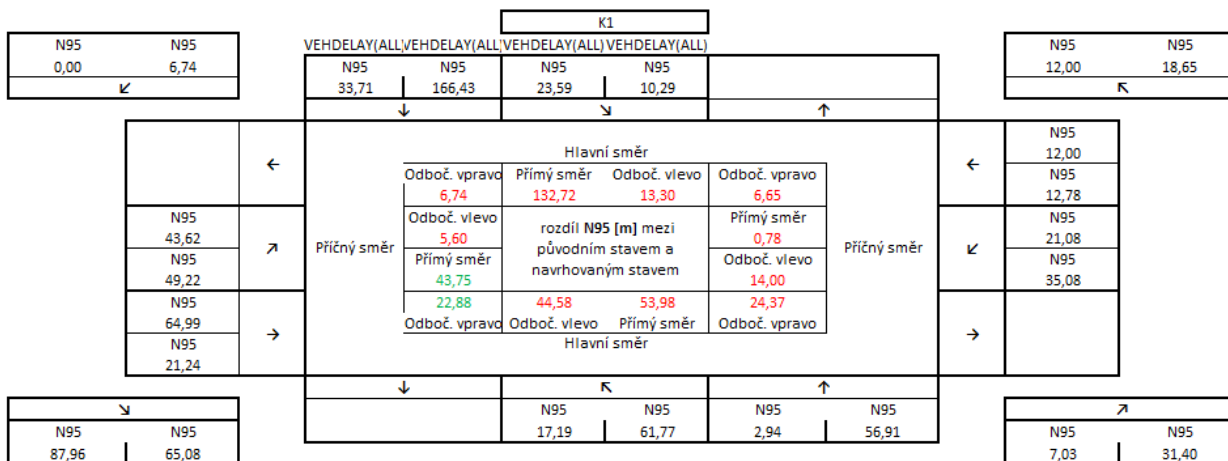 K1
VEHDELAY(ALL) VEHDELAY(ALL) VEHDELAY(ALL) VEHDELAY(ALL)
N95 N95
0,00 6,74
↙
N95 N95 N95 N95
33,71 166,43 23,59 10,29
↓ ↘ ↑
N95 N95
12,00 18,65
↖
←
N95
43,62
N95
49,22
↗
N95
64,99
N95
21,24
→
Příčný směr
Hlavní směr
Odboč. vpravo Přímý směr Odboč. vlevo Odboč. vpravo
6,74 132,72 13,30 6,65
Odboč. vlevo
5,60
Přímý směr
43,75
rozdíl N95 [m] mezi
původním stavem a
navrhovaným stavem
Přímý směr
0,78
Odboč. vlevo
14,00
22,88 44,58 53,98 24,37
Odboč. vpravo Odboč. vlevo Přímý směr Odboč. vpravo
Hlavní směr
Příčný směr
←
N95
12,00
N95
12,78
↙
N95
21,08
N95
35,08
→
↘
N95 N95
87,96 65,08
↓ ↖ ↑
N95 N95 N95 N95
17,19 61,77 2,94 56,91
↗
N95 N95
7,03 31,40